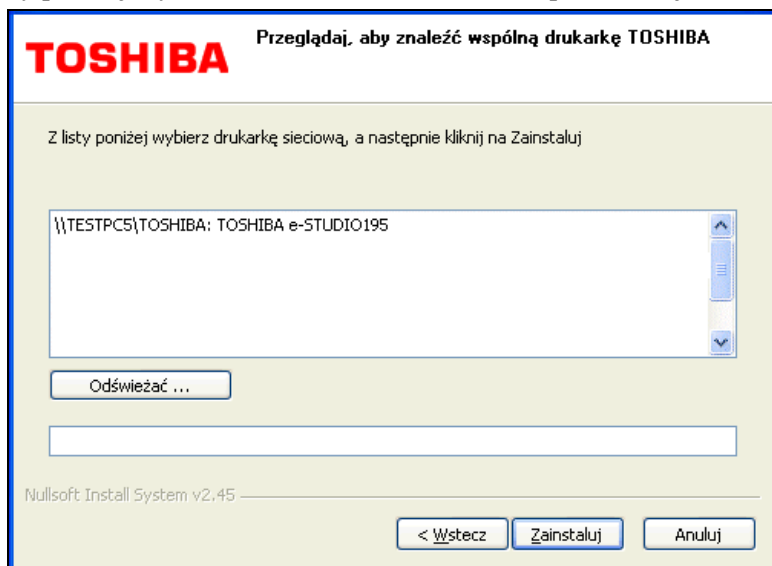 TOSHIBA
Przeglądaj, aby znaleźć wspólną drukarkę TOSHIBA
Z listy poniżej wybierz drukarkę sieciową, a następnie kliknij na Zainstaluj
\\TESTPC5\TOSHIBA: TOSHIBA e-STUDIO195
Odświeżać ...
Nullsoft Install System v2.45
< Wstecz
Zainstaluj
Anuluj